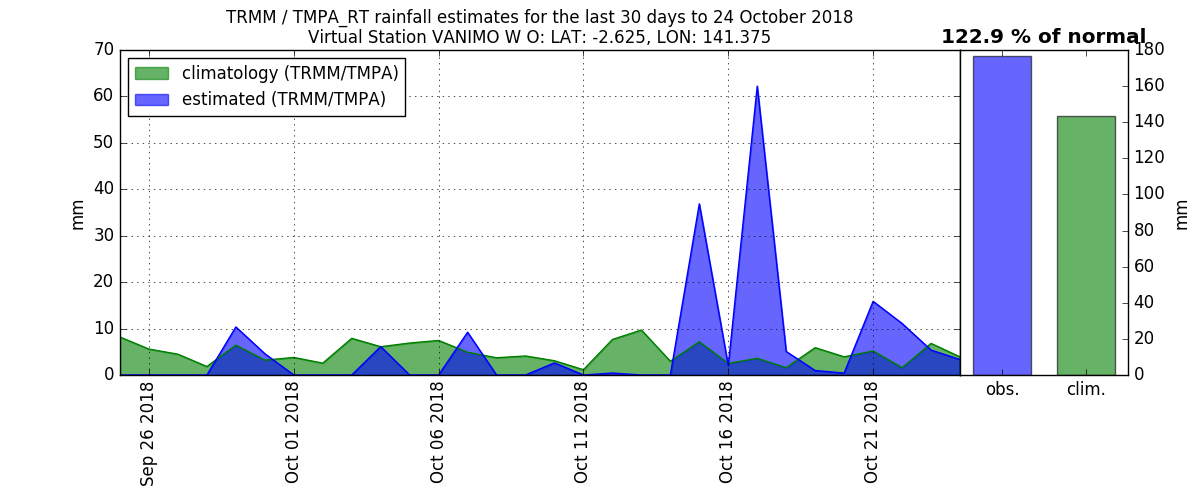 TRMM / TMPA_RT rainfall estimates for the last 30 days to 24 October 2018
Virtual Station VANIMO W O: LAT: -2.625, LON: 141.375
122.9 % of normal
climatology (TRMM/TMPA)
estimated (TRMM/TMPA)
mm
70
60
50
40
30
20
10
0
Sep 26 2018
Oct 01 2018
Oct 06 2018
Oct 11 2018
Oct 16 2018
Oct 21 2018
obs.
clim.
180
160
140
120
100
80
60
40
20
0
mm